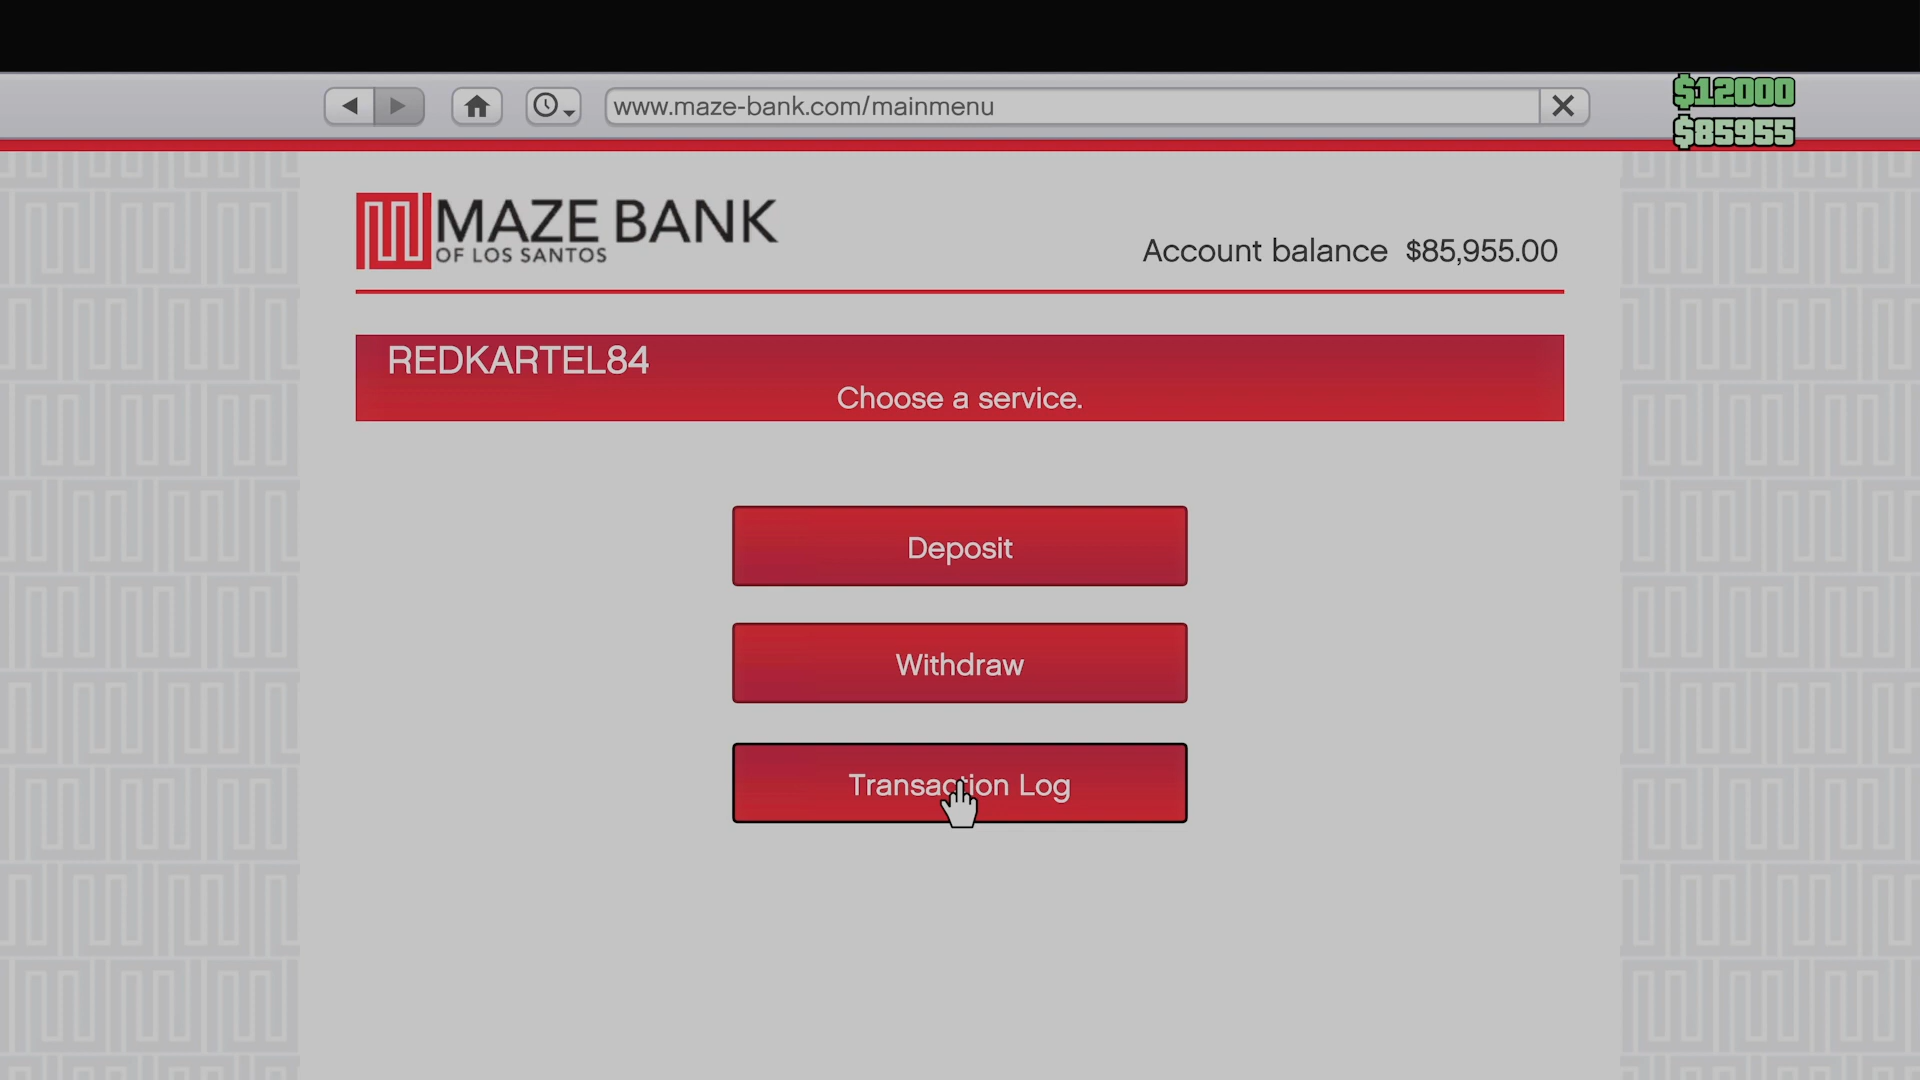 www.maze-bank.com/mainmenu
$12000
$85955
MAZE BANK
OF LOS SANTOS
Account balance $85,955.00
REDKARTEL84
Choose a service.
Deposit
Withdraw
Transaction Log